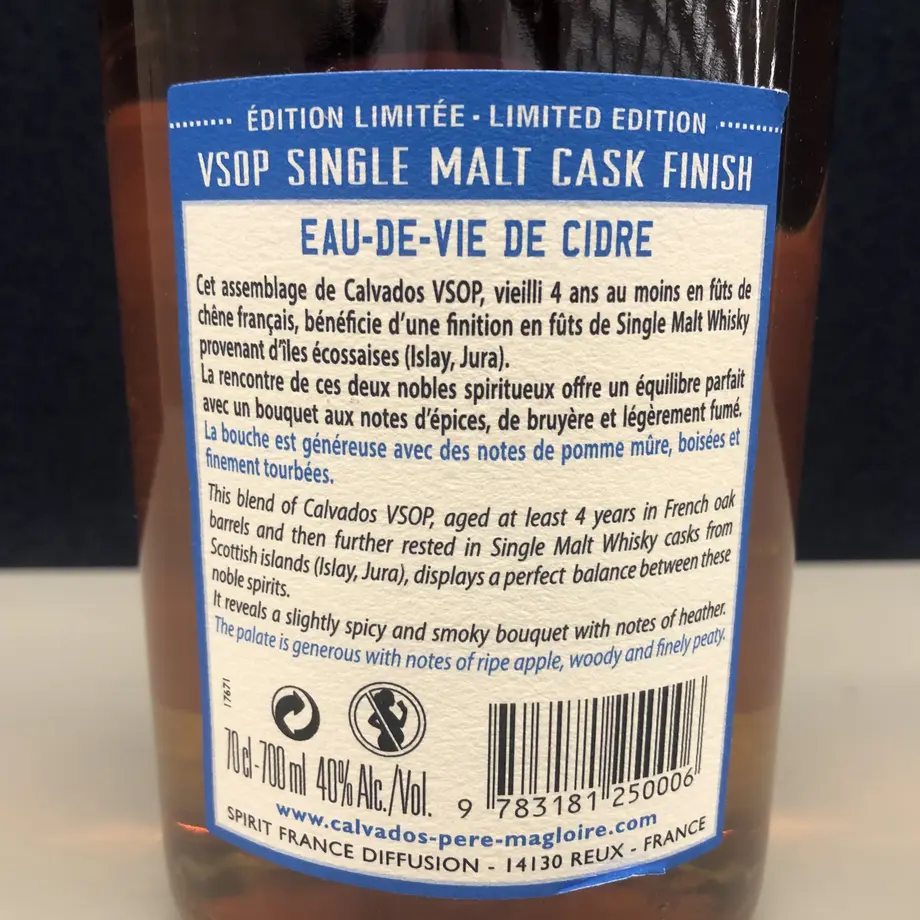 ÉDITION LIMITÉE - LIMITED EDITION
VSOP SINGLE MALT CASK FINISH
EAU-DE-VIE DE CIDRE
Cet assemblage de Calvados VSOP, vieilli 4 ans au moins en fûts de
chêne français, bénéficie d'une finition en fûts de Single Malt Whisky
provenant d'îles écossaises (Islay, Jura).
La rencontre de ces deux nobles spiritueux offre un équilibre parfait
avec un bouquet aux notes d'épices, de bruyère et légèrement fumé.
La bouche est généreuse avec des notes de pomme mûre, boisées et
finement tourbées.
This blend of Calvados VSOP, aged at least 4 years in French oak
barrels and then further rested in Single Malt Whisky casks from
Scottish islands (Islay, Jura), displays a perfect balance between these
noble spirits.
It reveals a slightly spicy and smoky bouquet with notes of heather.
The palate is generous with notes of ripe apple, woody and finely peaty.
17671
70 cl - 700 ml 40% Alc./Vol.
9 783181 250006
www.calvados-pere-magloire.com
SPIRIT FRANCE DIFFUSION - 14130 REUX - FRANCE